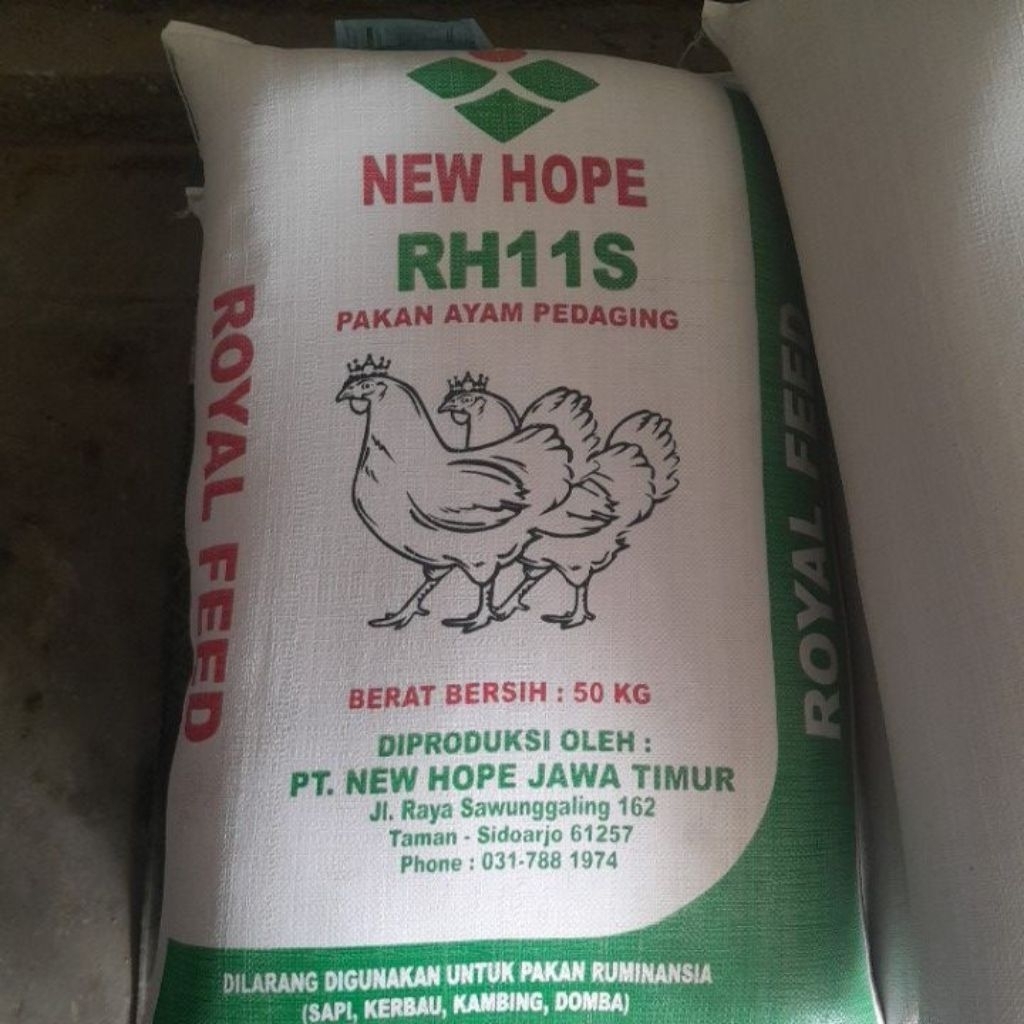 NEW HOPE
RH11S
PAKAN AYAM PEDAGING
ROYAL FEED
ROYAL FEED
BERAT BERSIH : 50 KG
DIPRODUKSI OLEH :
PT. NEW HOPE JAWA TIMUR
Jl. Raya Sawunggaling 162
Taman - Sidoarjo 61257
Phone : 031-788 1974
DILARANG DIGUNAKAN UNTUK PAKAN RUMINANSIA
(SAPI, KERBAU, KAMBING, DOMBA)